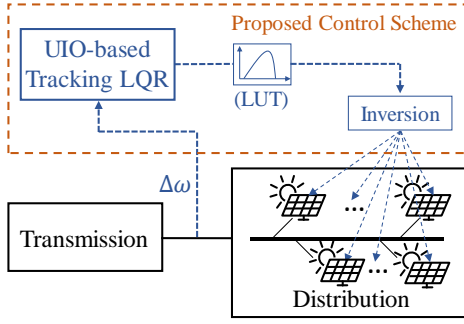 Proposed Control Scheme
UIO-based
Tracking LQR
(LUT)
Inversion
Δω
...
Transmission
...
Distribution